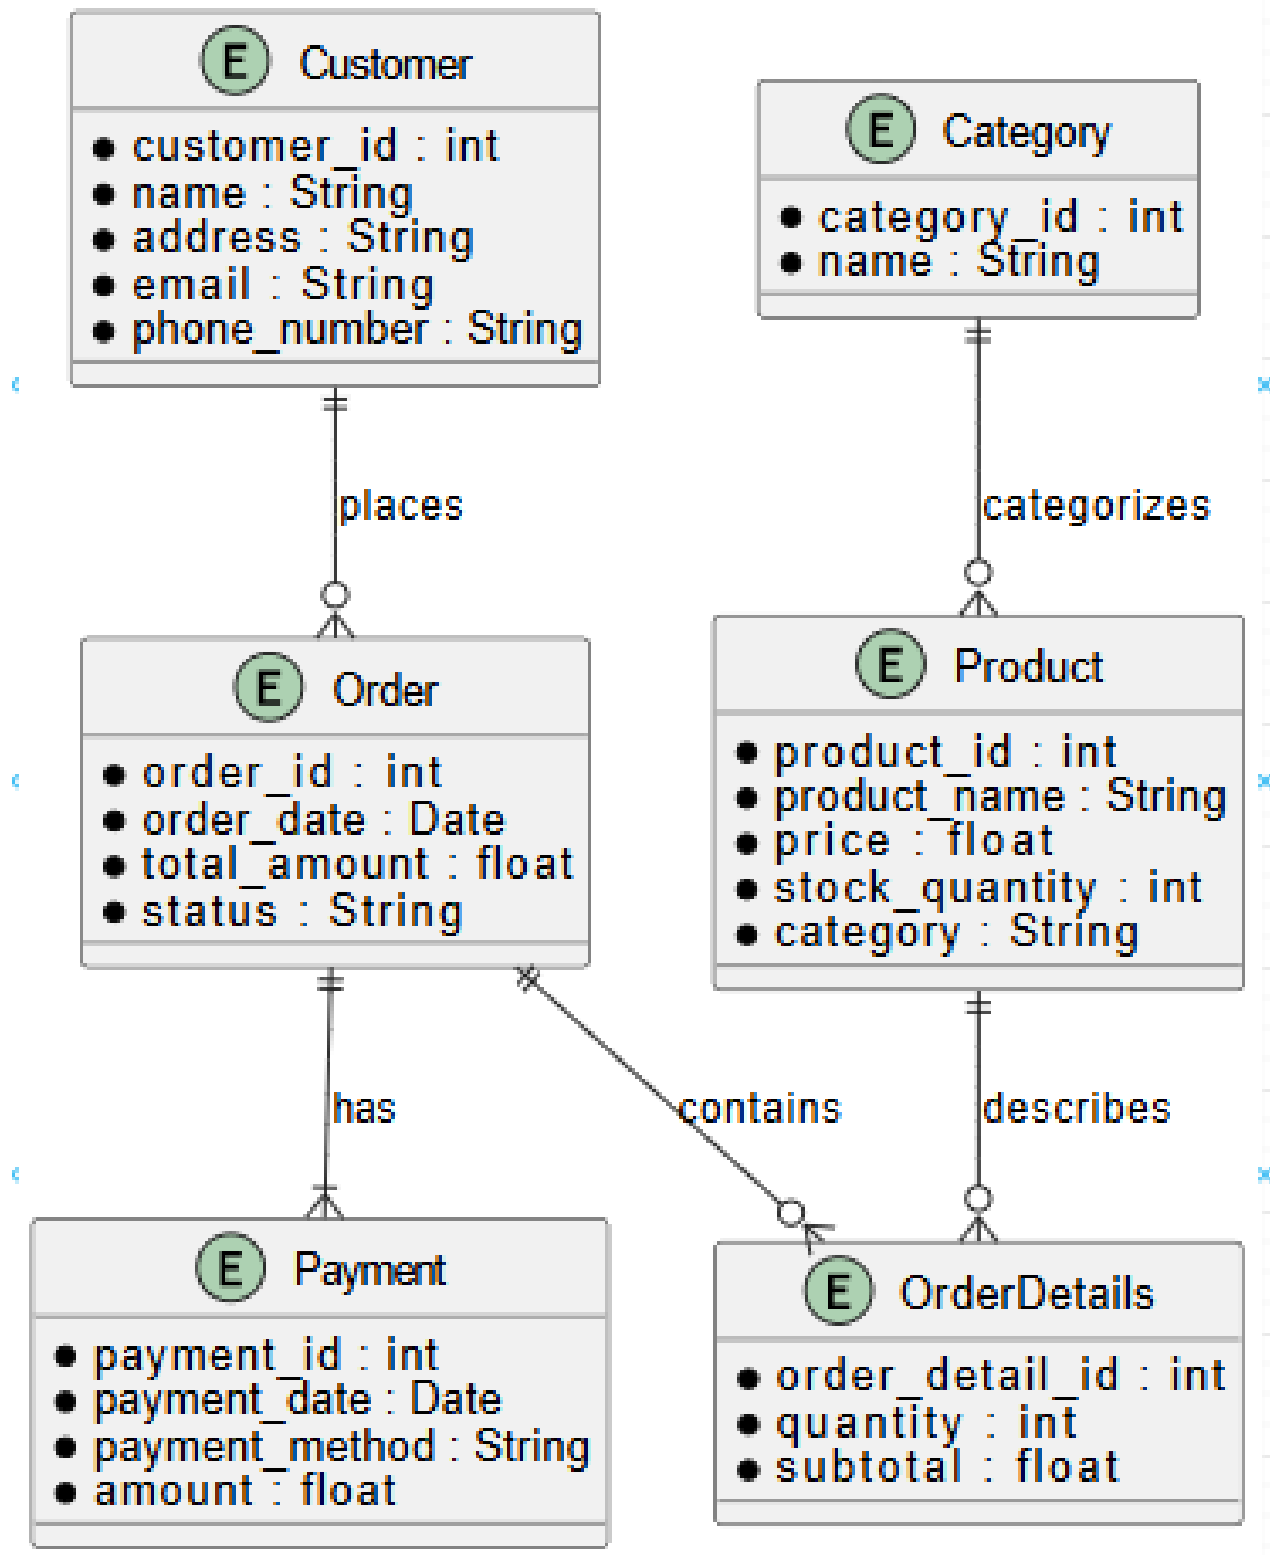 E Customer
customer_id : int
name : String
address : String
email : String
phone_number : String
E Category
category_id : int
name : String
places
categorizes
E Order
order_id : int
order_date : Date
total_amount : float
status : String
E Product
product_id : int
product_name : String
price : float
stock_quantity : int
category : String
has
contains
describes
E Payment
payment_id : int
payment_date : Date
payment_method : String
amount : float
E OrderDetails
order_detail_id : int
quantity : int
subtotal : float